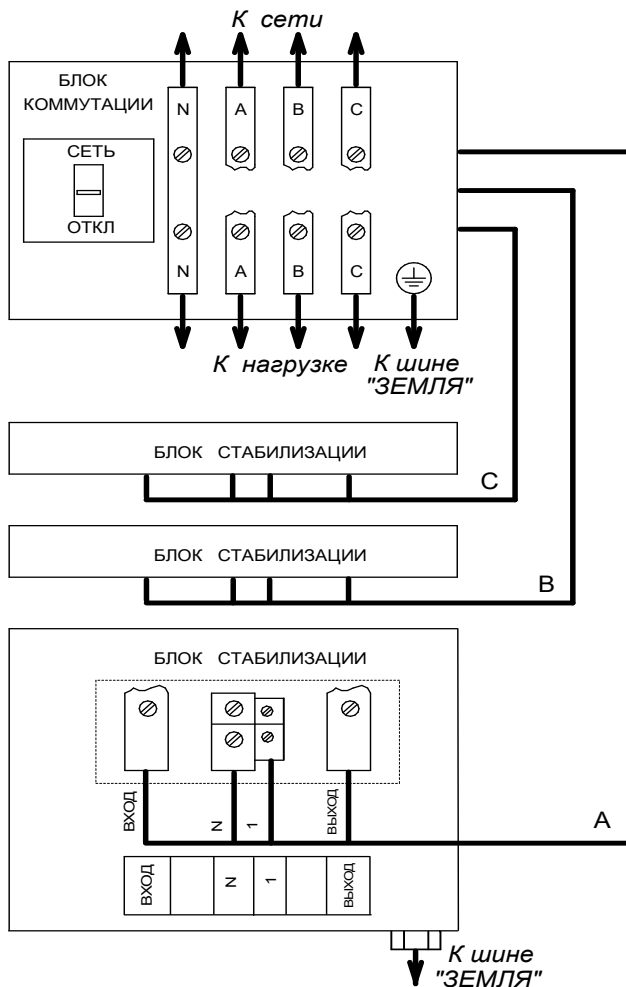 К сети
БЛОК
КОММУТАЦИИ
N A B C
СЕТЬ
ОТКЛ
N A B C
К нагрузке
К шине
"ЗЕМЛЯ"
БЛОК СТАБИЛИЗАЦИИ
C
БЛОК СТАБИЛИЗАЦИИ
B
БЛОК СТАБИЛИЗАЦИИ
ВХОД N 1 ВЫХОД
A
ВХОД N 1 ВЫХОД
К шине
"ЗЕМЛЯ"